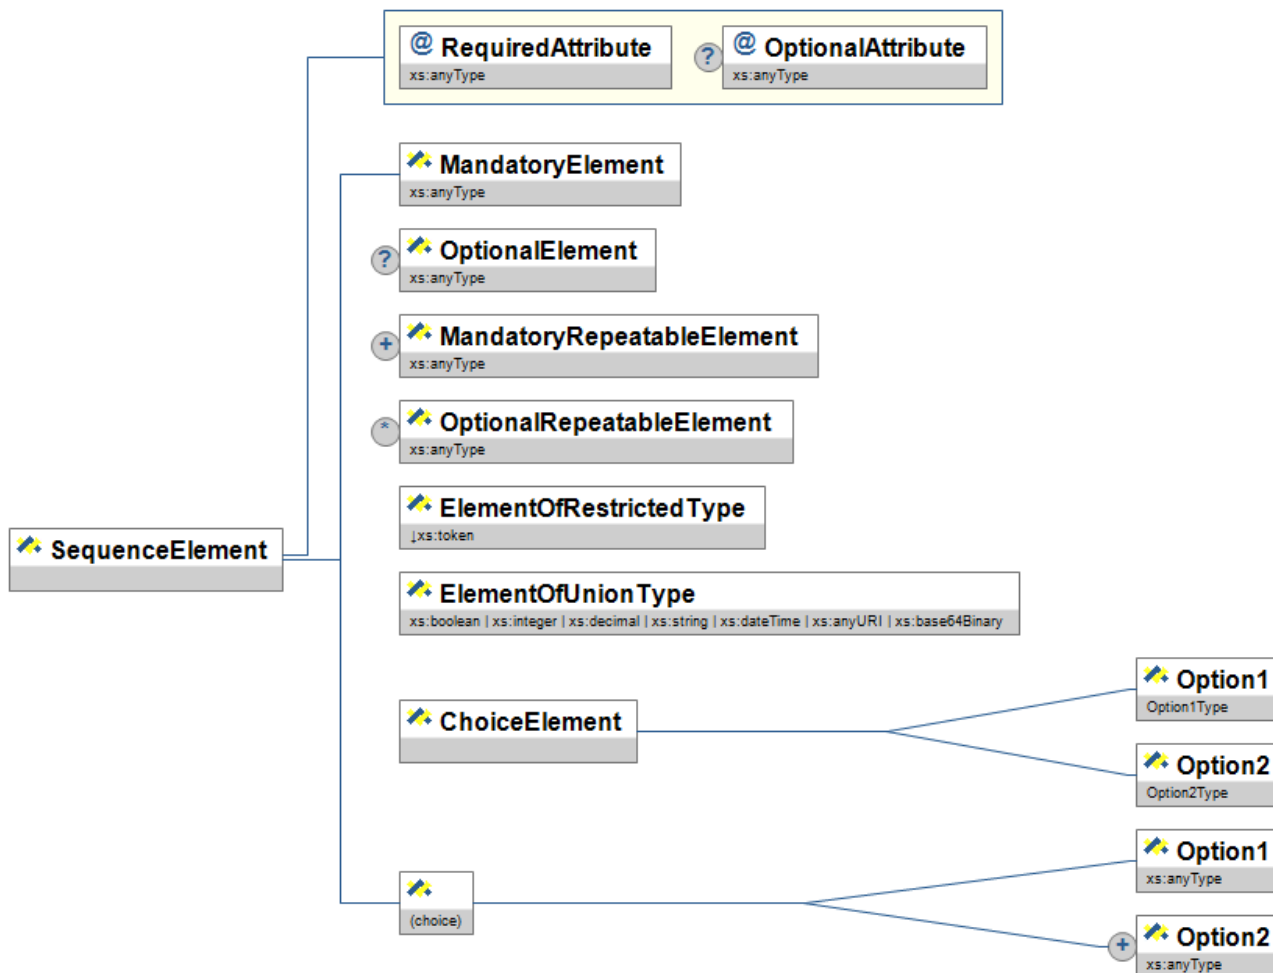 @ RequiredAttribute
xs:anyType
? @ OptionalAttribute
xs:anyType
MandatoryElement
xs:anyType
? OptionalElement
xs:anyType
+ MandatoryRepeatableElement
xs:anyType
* OptionalRepeatableElement
xs:anyType
ElementOfRestrictedType
↓xs:token
SequenceElement
ElementOfUnionType
xs:boolean | xs:integer | xs:decimal | xs:string | xs:dateTime | xs:anyURI | xs:base64Binary
Option1
Option1Type
ChoiceElement
Option2
Option2Type
Option1
xs:anyType
(choice)
+ Option2
xs:anyType